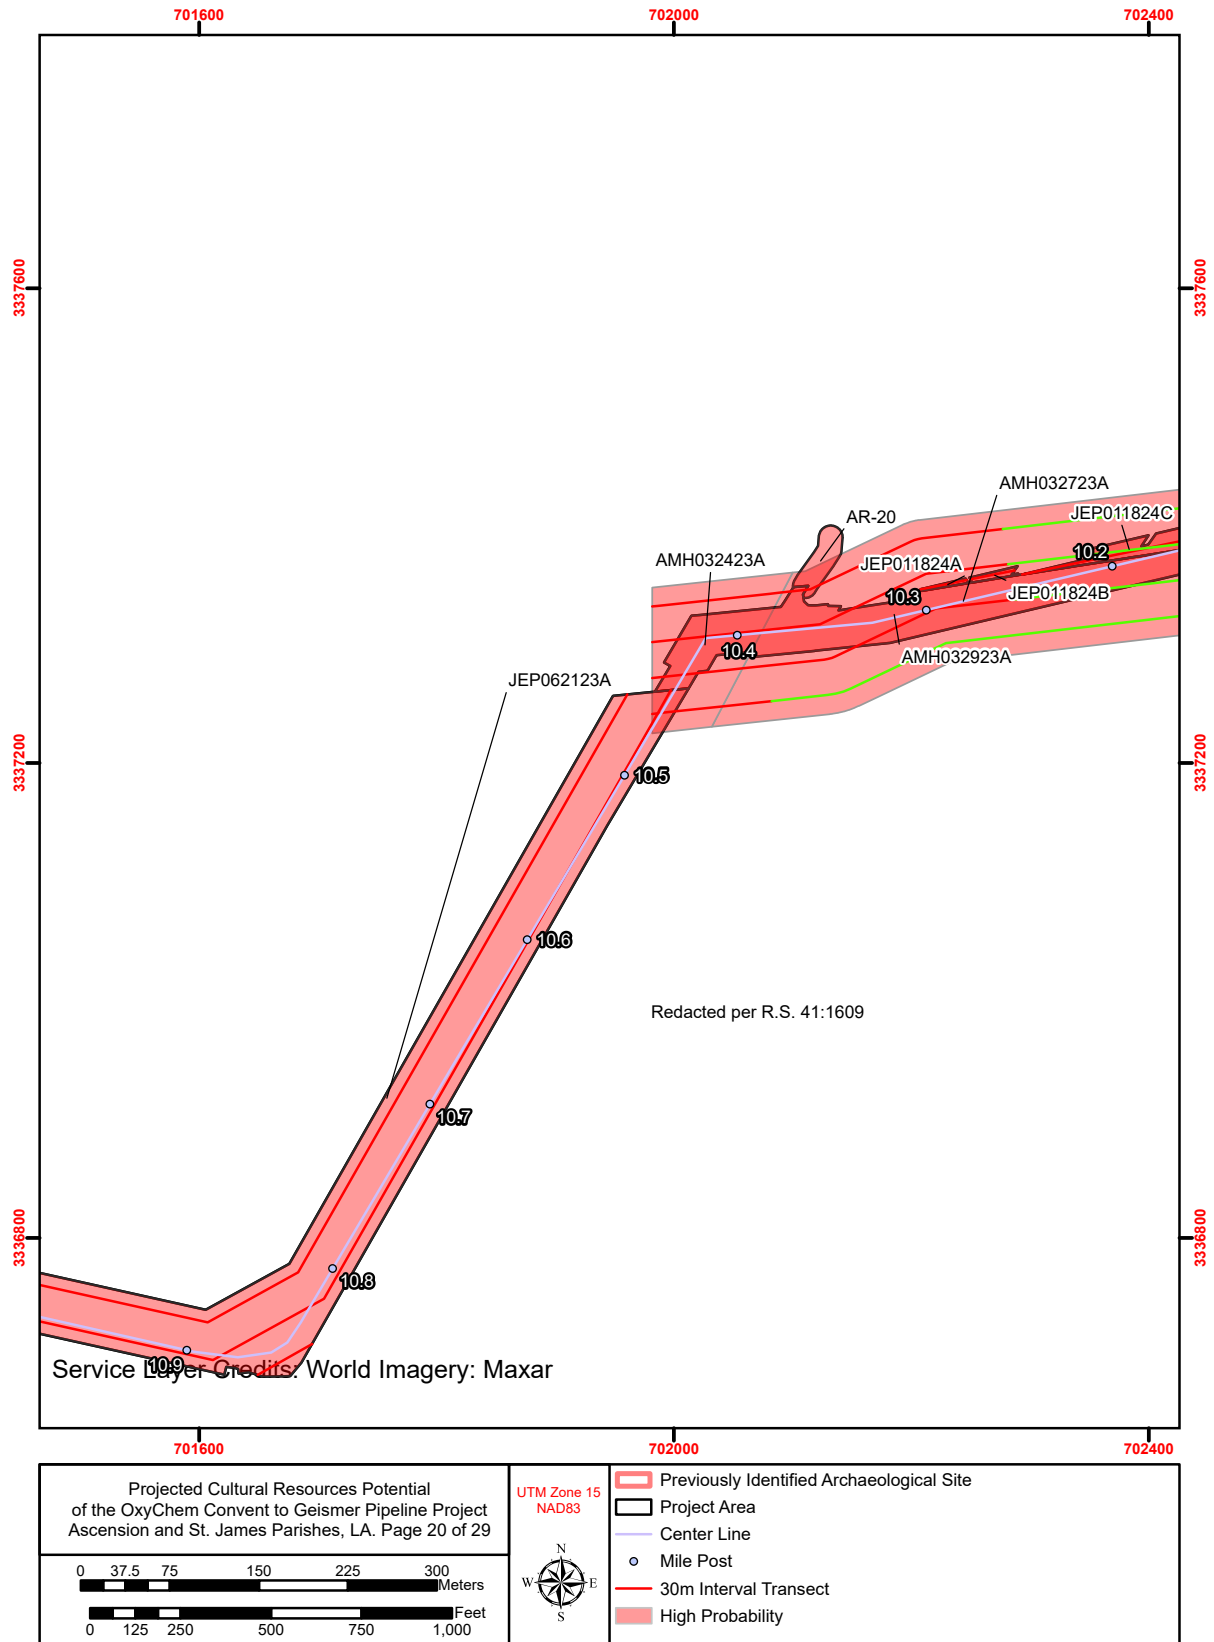 701600
702000
702400
3337600
3337600
AMH032723A
AR-20
JEP011824C
10.2
AMH032423A
JEP011824A
JEP011824B
10.3
10.4
AMH032923A
JEP062123A
3337200
3337200
10.5
10.6
Redacted per R.S. 41:1609
10.7
3336800
3336800
10.8
10.9
Service Layer Credits: World Imagery: Maxar
701600
702000
702400
Projected Cultural Resources Potential
of the OxyChem Convent to Geismer Pipeline Project
Ascension and St. James Parishes, LA. Page 20 of 29
0 37.5 75 150 225 300
Meters
Feet
0 125 250 500 750 1,000
UTM Zone 15
NAD83
N
W E
S
Previously Identified Archaeological Site
Project Area
Center Line
Mile Post
30m Interval Transect
High Probability